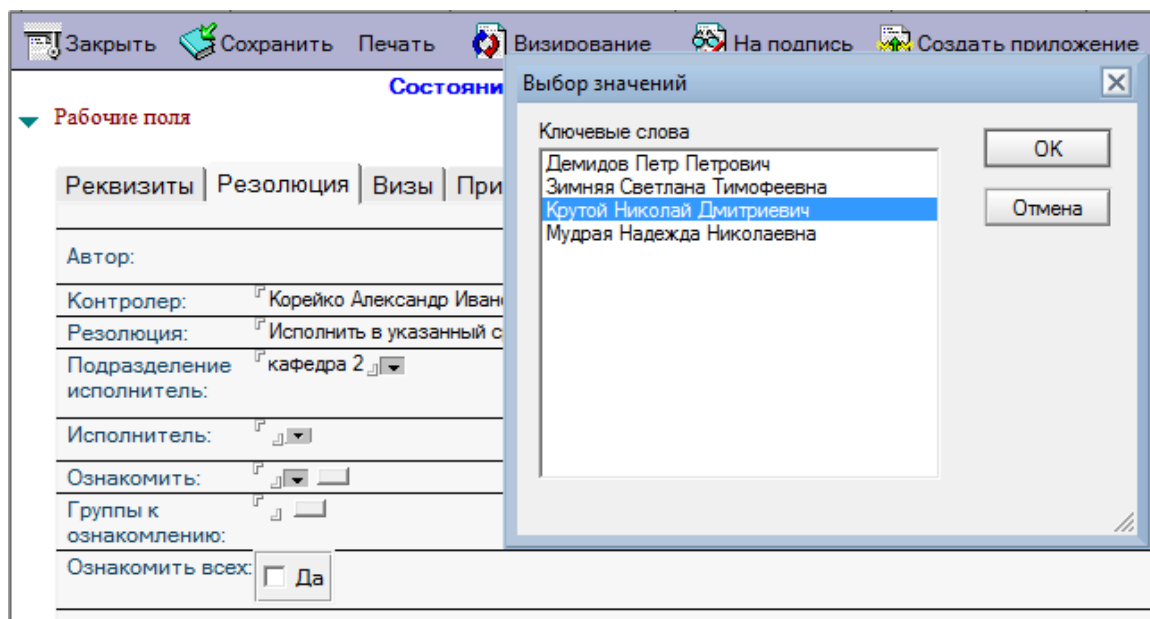 Закрыть Сохранить Печать Визирование На подпись Создать приложение
Состояни
Рабочие поля
Реквизиты Резолюция Визы При
Автор:
Контролер: Корейко Александр Иван
Резолюция: Исполнить в указанный с
Подразделение исполнитель: кафедра 2
Исполнитель:
Ознакомить:
Группы к
ознакомлению:
Ознакомить всех: Да
Выбор значений
Ключевые слова
Демидов Петр Петрович
Зимняя Светлана Тимофеевна
Крутой Николай Дмитриевич
Мудрая Надежда Николаевна
OK
Отмена